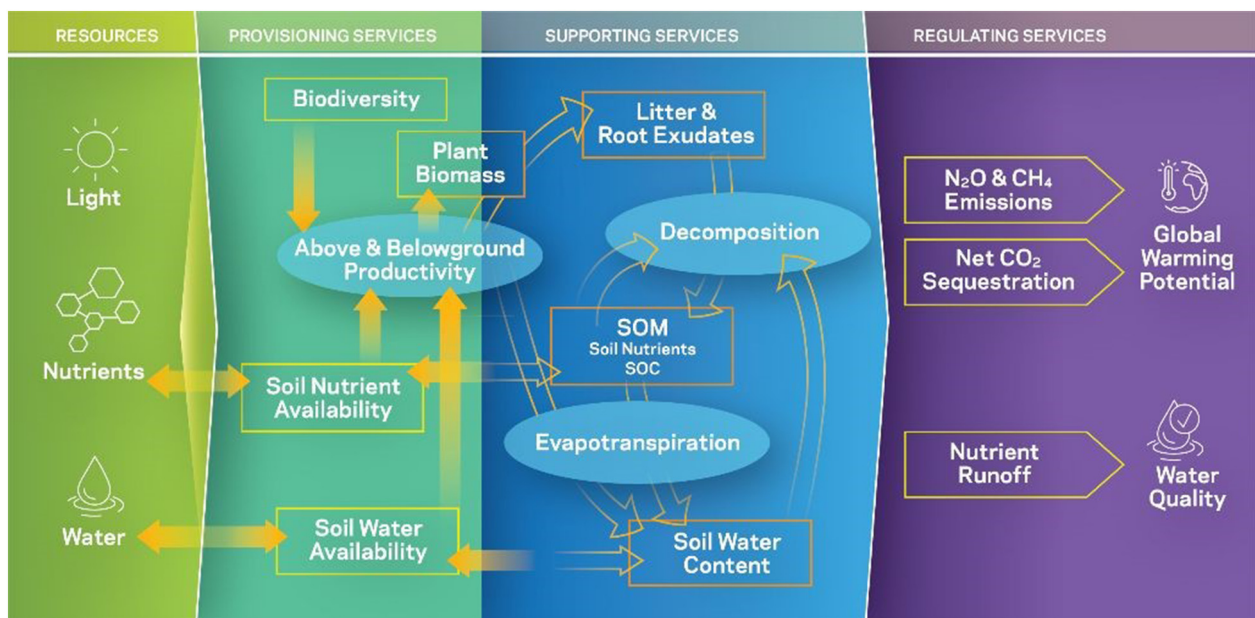 RESOURCES
PROVISIONING SERVICES
SUPPORTING SERVICES
REGULATING SERVICES
Light
Nutrients
Water
Biodiversity
Plant
Biomass
Above & Belowground
Productivity
Soil Nutrient
Availability
Soil Water
Availability
Litter &
Root Exudates
Decomposition
SOM
Soil Nutrients
SOC
Evapotranspiration
Soil Water
Content
N₂O & CH₄
Emissions
Net CO₂
Sequestration
Global
Warming
Potential
Nutrient
Runoff
Water
Quality